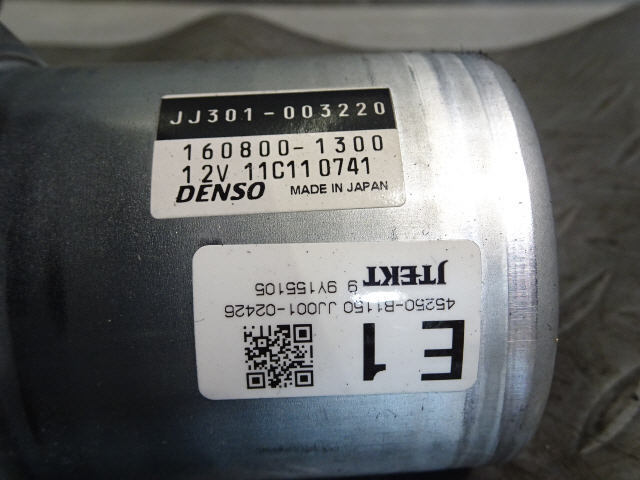 JJ301-003220
160800-1300
12V 11C110741
DENSO MADE IN JAPAN
E1
45250-B1150 JJ001-02426
9 9Y155105
JTEKT